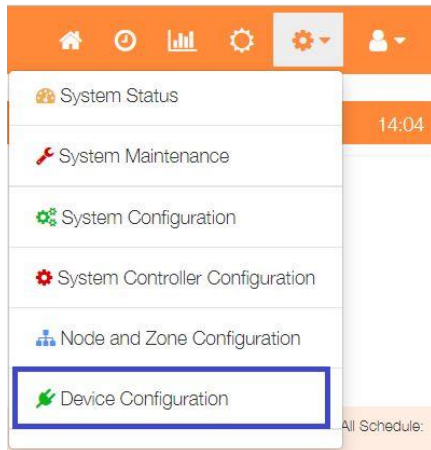 System Status
14:04
System Maintenance
System Configuration
System Controller Configuration
Node and Zone Configuration
Device Configuration
All Schedule: